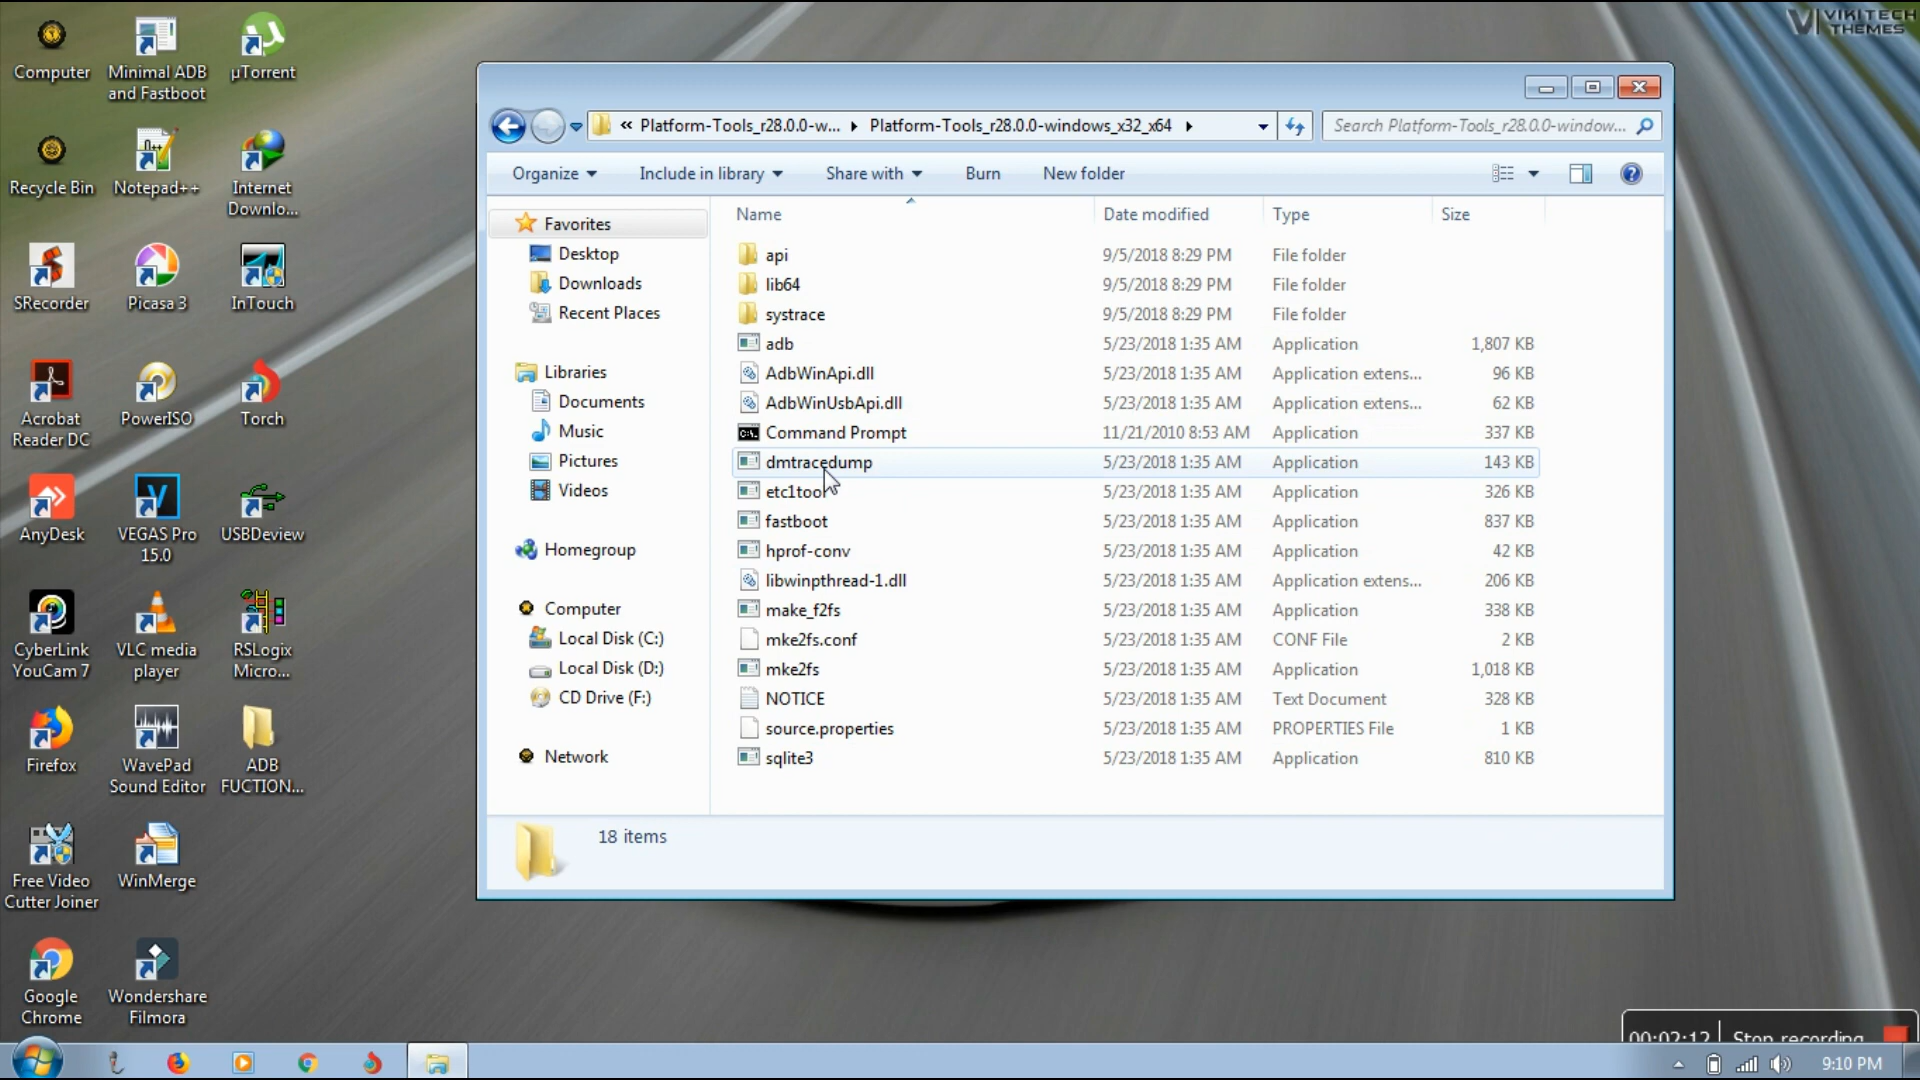 VIKITECH
THEMES
Computer
Minimal ADB
and Fastboot
µTorrent
Recycle Bin
Notepad++
Internet
Downlo...
SRecorder
Picasa 3
InTouch
Acrobat
Reader DC
PowerISO
Torch
AnyDesk
VEGAS Pro
15.0
USBDeview
CyberLink
YouCam 7
VLC media
player
RSLogix
Micro...
Firefox
WavePad
Sound Editor
ADB
FUCTION...
Free Video
Cutter Joiner
WinMerge
Google
Chrome
Wondershare
Filmora
« Platform-Tools_r28.0.0-w... Platform-Tools_r28.0.0-windows_x32_x64
Search Platform-Tools_r28.0.0-window...
Organize Include in library Share with Burn New folder
Favorites
Desktop
Downloads
Recent Places
Libraries
Documents
Music
Pictures
Videos
Homegroup
Computer
Local Disk (C:)
Local Disk (D:)
CD Drive (F:)
Network
Name Date modified Type Size
api 9/5/2018 8:29 PM File folder
lib64 9/5/2018 8:29 PM File folder
systrace 9/5/2018 8:29 PM File folder
adb 5/23/2018 1:35 AM Application 1,807 KB
AdbWinApi.dll 5/23/2018 1:35 AM Application extens... 96 KB
AdbWinUsbApi.dll 5/23/2018 1:35 AM Application extens... 62 KB
Command Prompt 11/21/2010 8:53 AM Application 337 KB
dmtracedump 5/23/2018 1:35 AM Application 143 KB
etc1tool 5/23/2018 1:35 AM Application 326 KB
fastboot 5/23/2018 1:35 AM Application 837 KB
hprof-conv 5/23/2018 1:35 AM Application 42 KB
libwinpthread-1.dll 5/23/2018 1:35 AM Application extens... 206 KB
make_f2fs 5/23/2018 1:35 AM Application 338 KB
mke2fs.conf 5/23/2018 1:35 AM CONF File 2 KB
mke2fs 5/23/2018 1:35 AM Application 1,018 KB
NOTICE 5/23/2018 1:35 AM Text Document 328 KB
source.properties 5/23/2018 1:35 AM PROPERTIES File 1 KB
sqlite3 5/23/2018 1:35 AM Application 810 KB
18 items
00:02:12 Stop recording
9:10 PM